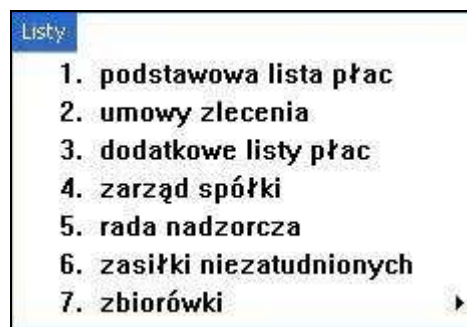 Listy
1. podstawowa lista płac
2. umowy zlecenia
3. dodatkowe listy płac
4. zarząd spółki
5. rada nadzorcza
6. zasiłki niezatudnionych
7. zbiorówki